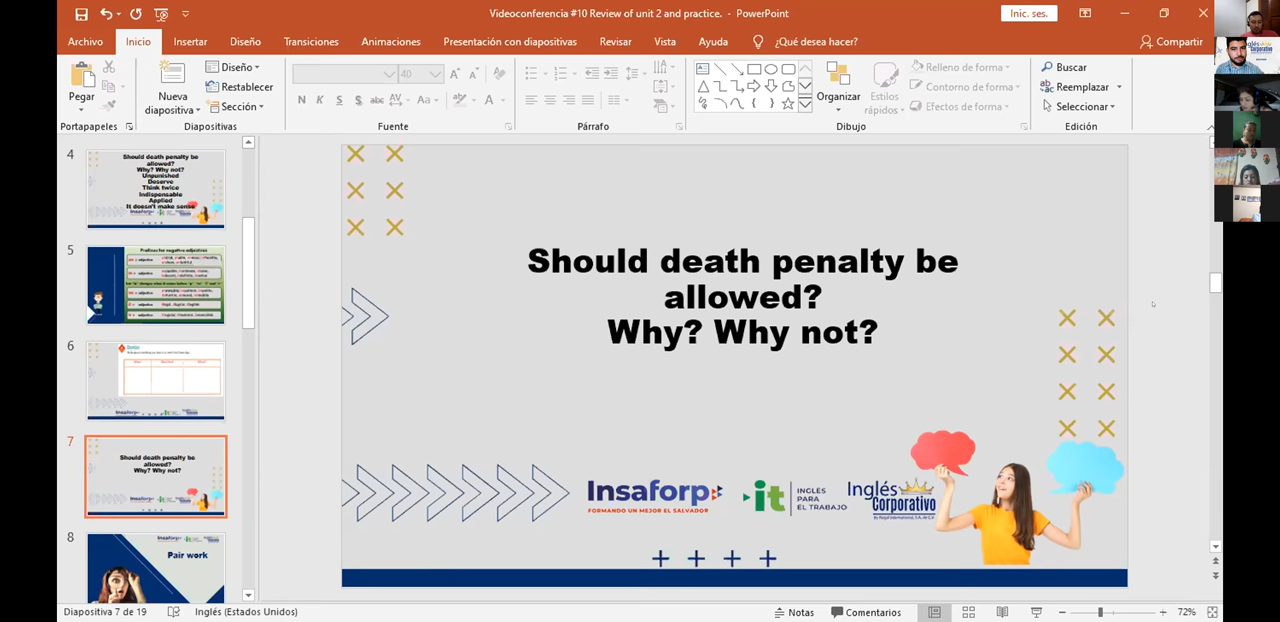 Videoconferencia #10 Review of unit 2 and practice. - PowerPoint
Inic. ses.
Archivo Inicio Insertar Diseño Transiciones Animaciones Presentación con diapositivas Revisar Vista Ayuda ¿Qué desea hacer? Compartir
Pegar
Nueva diapositiva
Diseño
Restablecer
Sección
40
N K S S abc AV Aa
Organizar
Estilos rápidos
Relleno de forma
Contorno de forma
Efectos de forma
Buscar
Reemplazar
Seleccionar
Portapapeles Diapositivas Fuente Párrafo Dibujo Edición
4
Should death penalty be
allowed?
Why? Why not?
Unpunished
Deserve
Think twice
Indispensable
Applied
It doesn't make sense
5
Prefixes for negative adjectives
6
7
Should death penalty be
allowed?
Why? Why not?
8
Pair work
Should death penalty be
allowed?
Why? Why not?
Insaforp
FORMANDO UN MEJOR EL SALVADOR
it
INGLÉS
PARA
EL TRABAJO
Inglés
Corporativo
Inglés
Corporativo
Diapositiva 7 de 19 Inglés (Estados Unidos) Notas Comentarios 72%